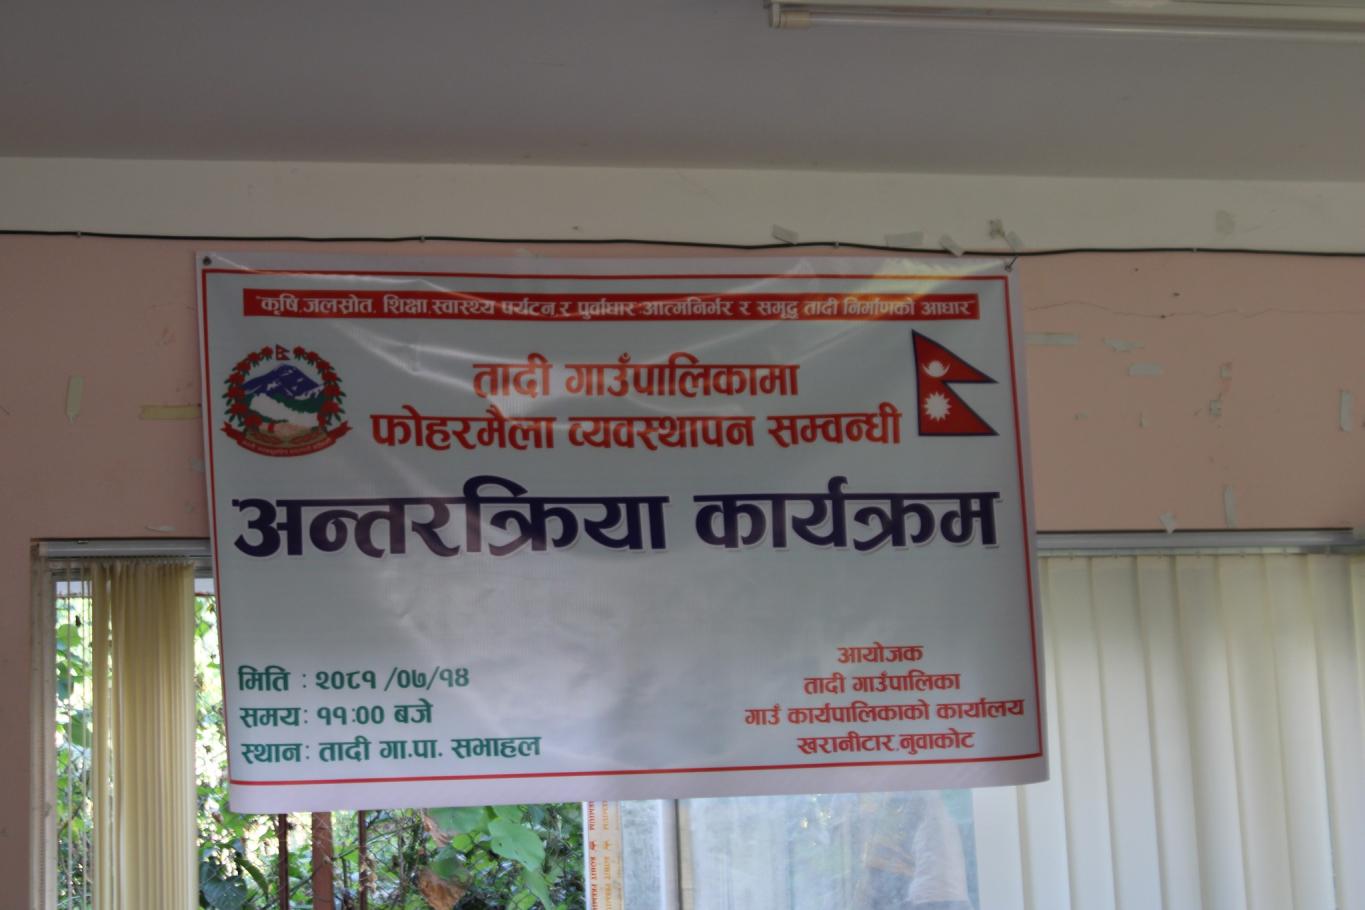 "कृषि,जलस्रोत, शिक्षा,स्वास्थ्य पर्यटन र पुर्वाधार आत्मनिर्भर र समृद्ध तादी निर्माणको आधार"
तादी गाउँपालिकामा
फोहरमैला व्यवस्थापन सम्वन्धी
अन्तरक्रिया कार्यक्रम
मिति : २०८१ /०७/१४
समय: ११:०० बजे
स्थान: तादी गा.पा. सभाहल
आयोजक
तादी गाउँपालिका
गाउँ कार्यपालिकाको कार्यालय
खरानीटार,नुवाकोट